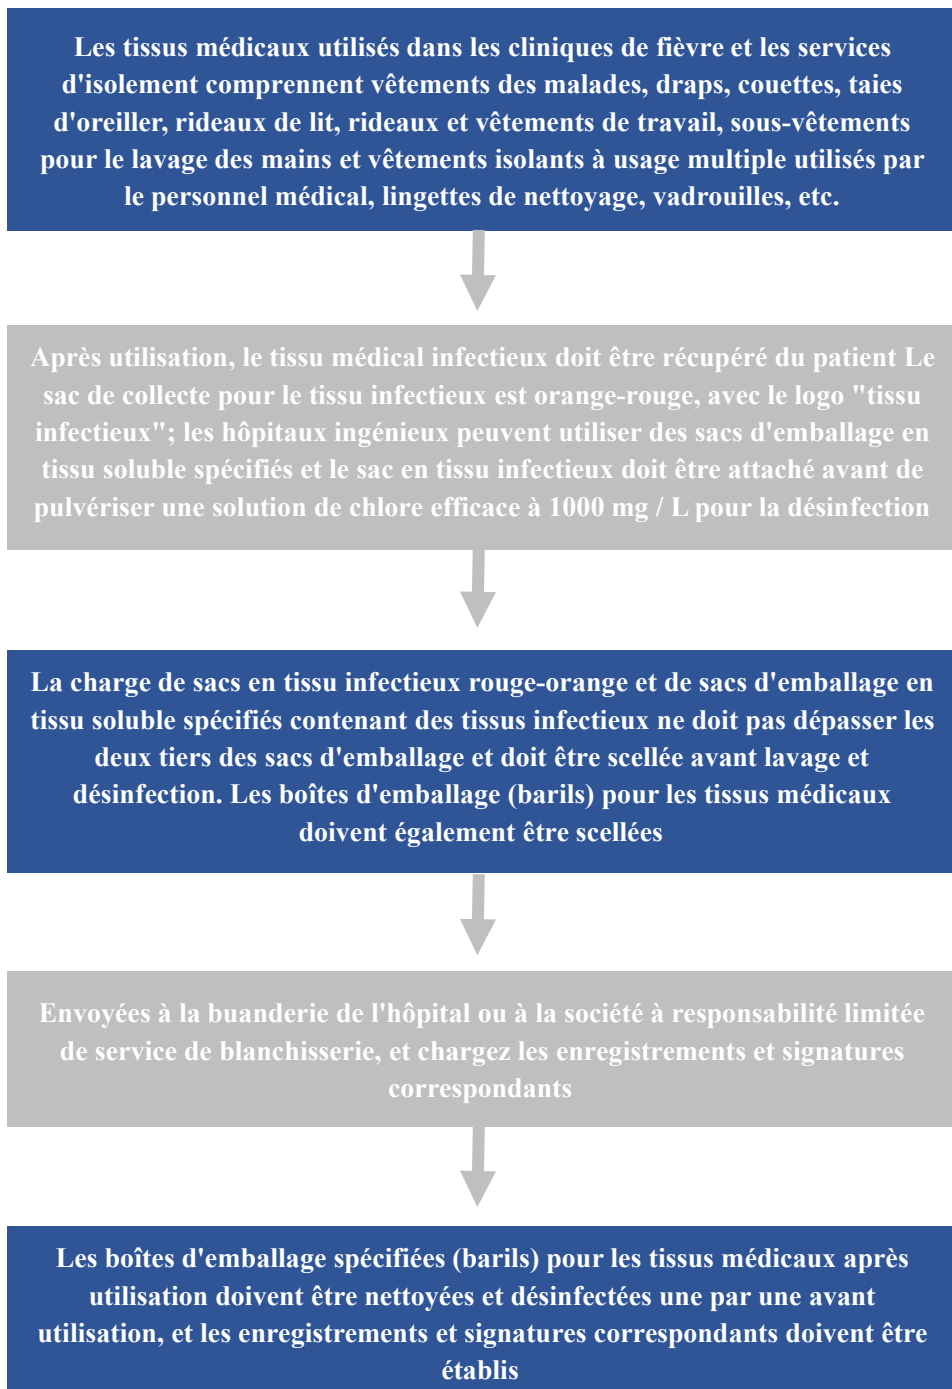 Les tissus médicaux utilisés dans les cliniques de fièvre et les services
d'isolement comprennent vêtements des malades, draps, couettes, taies
d'oreiller, rideaux de lit, rideaux et vêtements de travail, sous-vêtements
pour le lavage des mains et vêtements isolants à usage multiple utilisés par
le personnel médical, lingettes de nettoyage, vadrouilles, etc.
Après utilisation, le tissu médical infectieux doit être récupéré du patient Le
sac de collecte pour le tissu infectieux est orange-rouge, avec le logo "tissu
infectieux"; les hôpitaux ingénieux peuvent utiliser des sacs d'emballage en
tissu soluble spécifiés et le sac en tissu infectieux doit être attaché avant de
pulvériser une solution de chlore efficace à 1000 mg / L pour la désinfection
La charge de sacs en tissu infectieux rouge-orange et de sacs d'emballage en
tissu soluble spécifiés contenant des tissus infectieux ne doit pas dépasser les
deux tiers des sacs d'emballage et doit être scellée avant lavage et
désinfection. Les boîtes d'emballage (barils) pour les tissus médicaux
doivent également être scellées
Envoyées à la buanderie de l'hôpital ou à la société à responsabilité limitée
de service de blanchisserie, et chargez les enregistrements et signatures
correspondants
Les boîtes d'emballage spécifiées (barils) pour les tissus médicaux après
utilisation doivent être nettoyées et désinfectées une par une avant
utilisation, et les enregistrements et signatures correspondants doivent être
établis